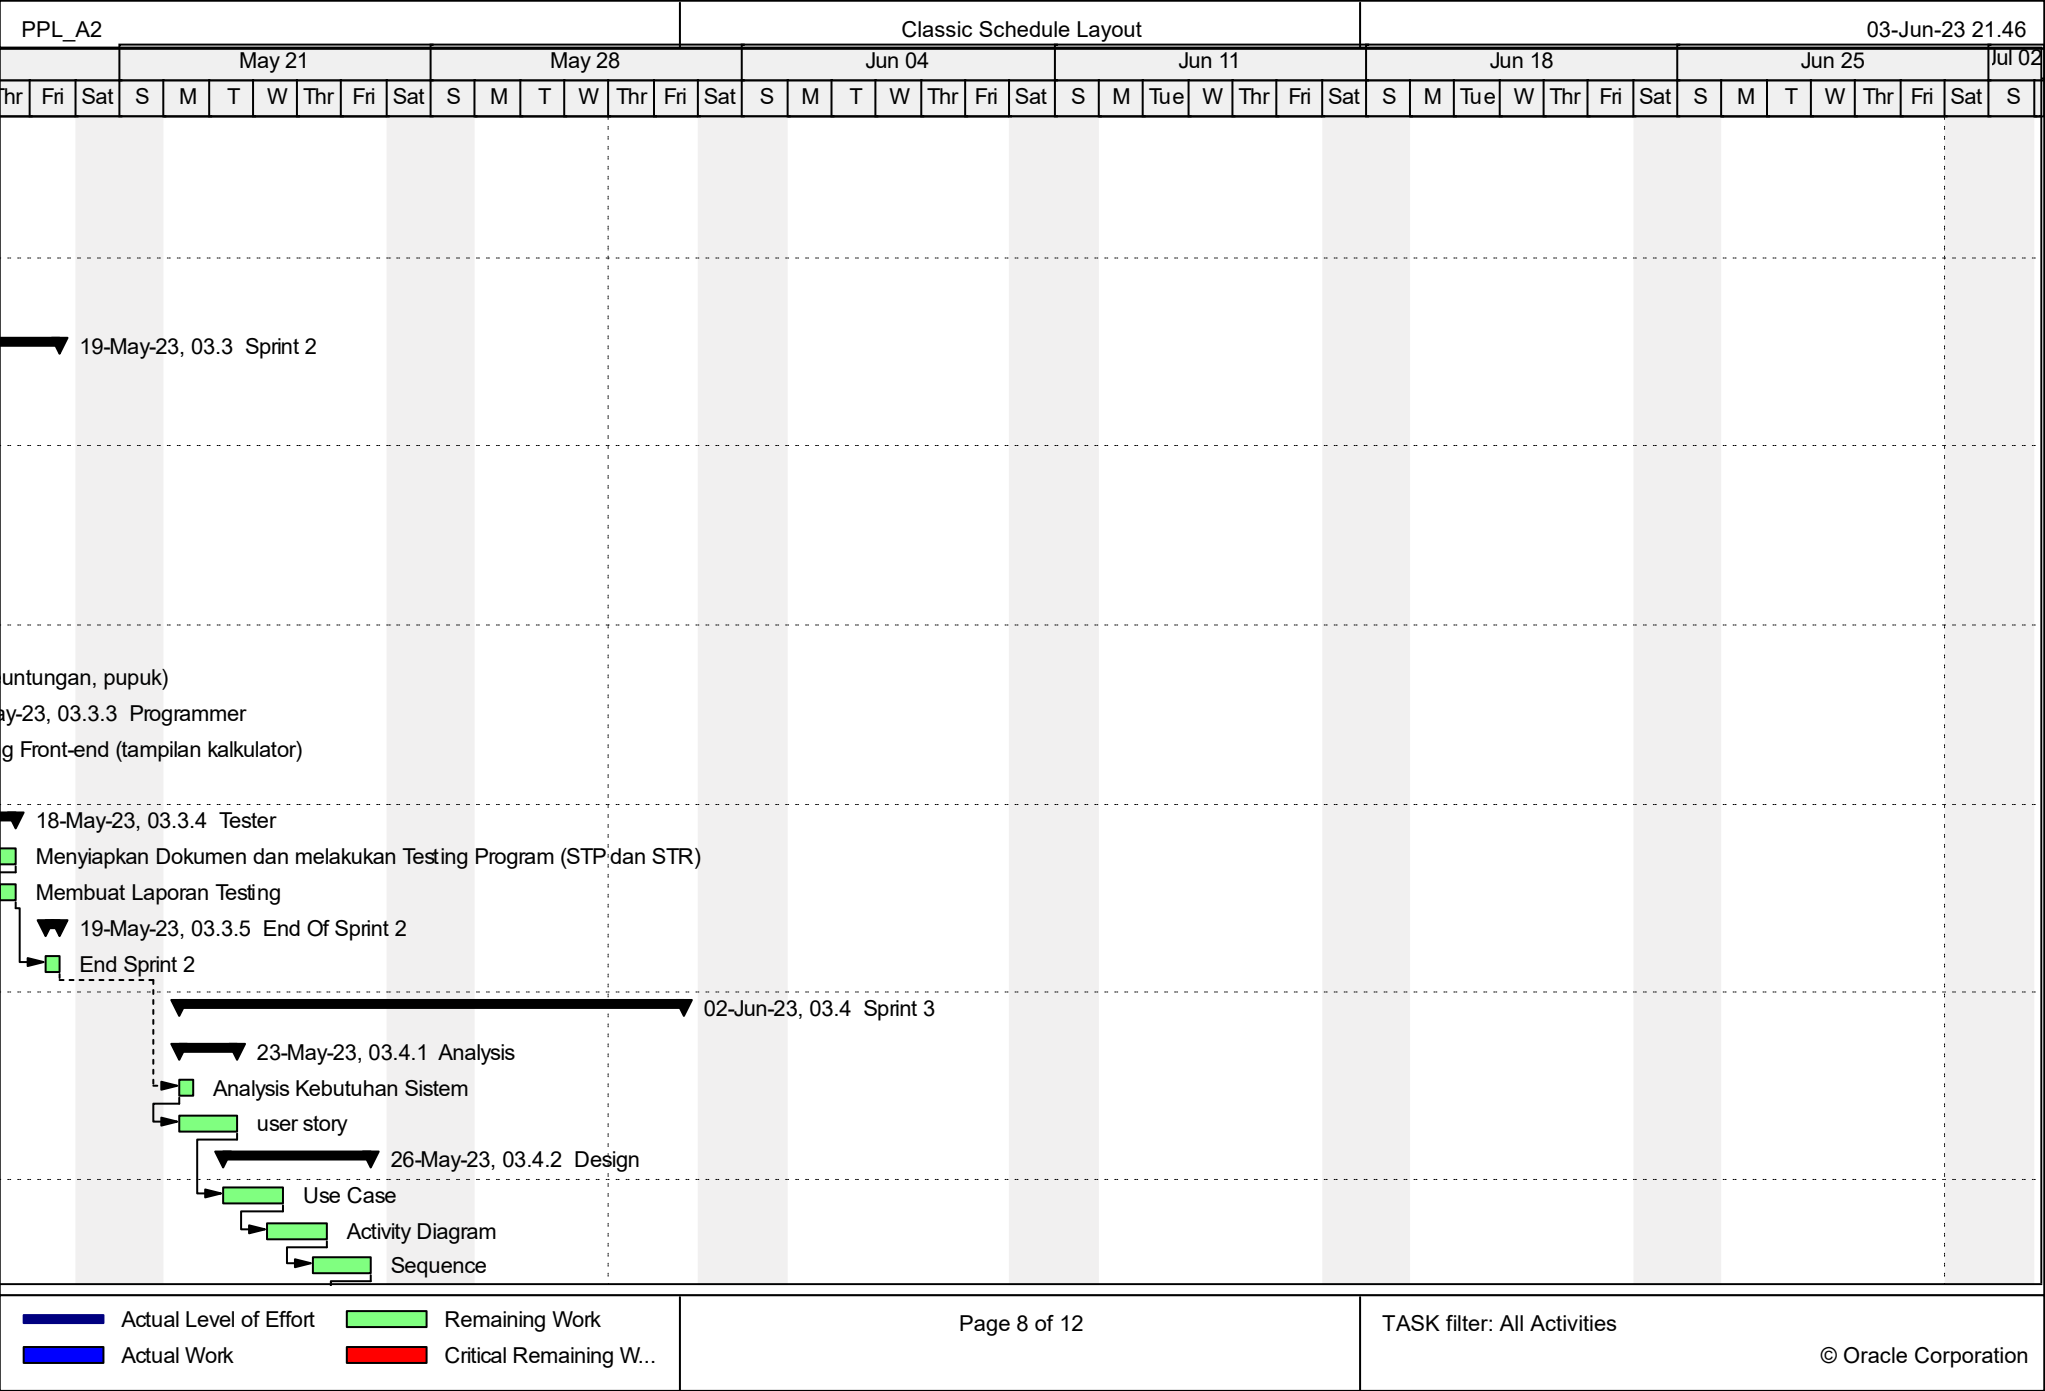 PPL_A2 Classic Schedule Layout 03-Jun-23 21.46
May 21 May 28 Jun 04 Jun 11 Jun 18 Jun 25 Jul 02
Thr Fri Sat S M T W Thr Fri Sat S M T W Thr Fri Sat S M T W Thr Fri Sat S M Tue W Thr Fri Sat S M Tue W Thr Fri Sat S M T W Thr Fri Sat S
19-May-23, 03.3 Sprint 2
untungan, pupuk)
ay-23, 03.3.3 Programmer
g Front-end (tampilan kalkulator)
18-May-23, 03.3.4 Tester
Menyiapkan Dokumen dan melakukan Testing Program (STP dan STR)
Membuat Laporan Testing
19-May-23, 03.3.5 End Of Sprint 2
End Sprint 2
02-Jun-23, 03.4 Sprint 3
23-May-23, 03.4.1 Analysis
Analysis Kebutuhan Sistem
user story
26-May-23, 03.4.2 Design
Use Case
Activity Diagram
Sequence
Actual Level of Effort Remaining Work Page 8 of 12 TASK filter: All Activities
Actual Work Critical Remaining W... © Oracle Corporation